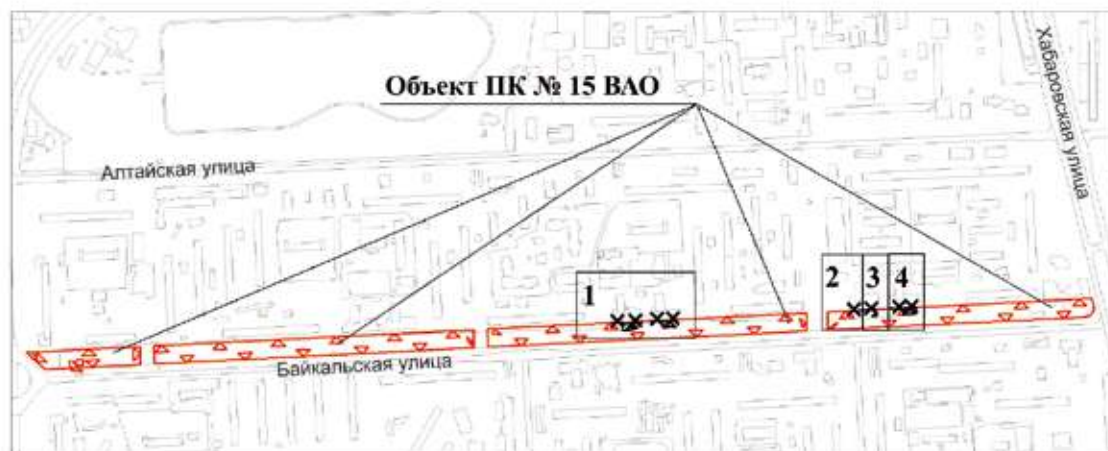 Хабаровская улица
Объект ПК № 15 ВАО
Алтайская улица
1
2
3
4
Байкальская улица